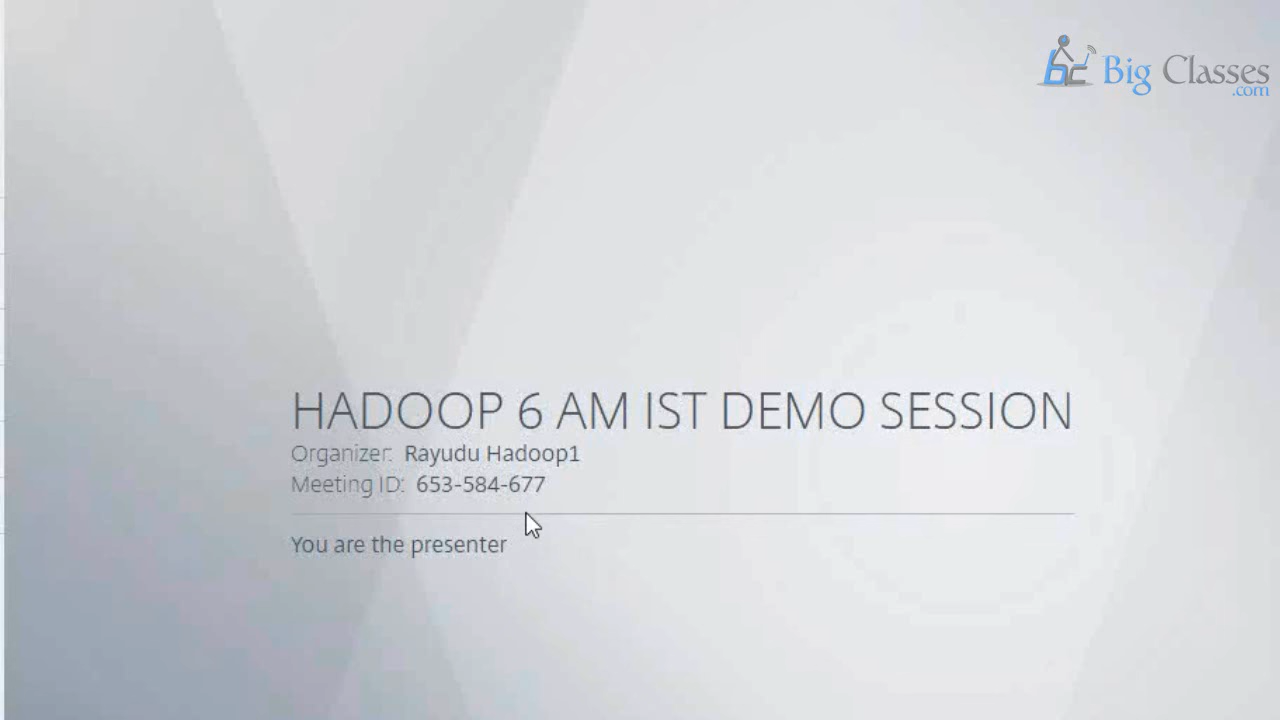 Big Classes
.com
HADOOP 6 AM IST DEMO SESSION
Organizer: Rayudu Hadoop1
Meeting ID: 653-584-677
You are the presenter